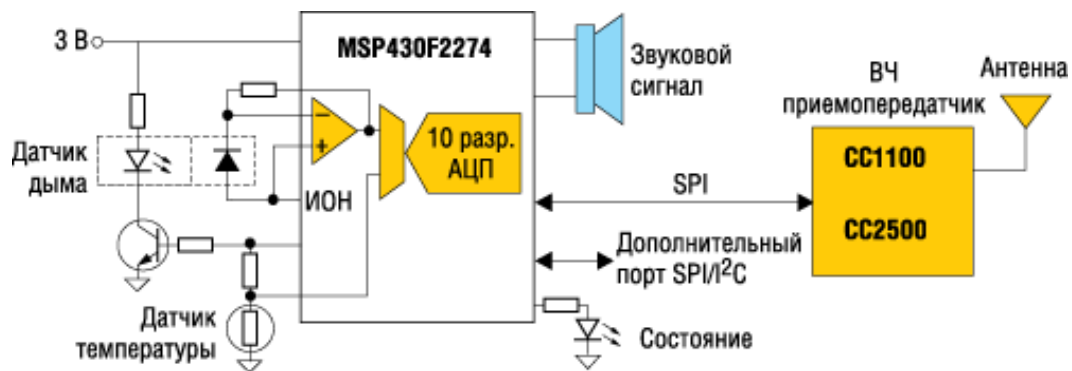 3 В
MSP430F2274
Звуковой
сигнал
ВЧ
приемопередатчик
Антенна
Датчик
дыма
−
+
10 разр.
АЦП
ИОН
CC1100
CC2500
SPI
Дополнительный
порт SPI/I²C
Датчик
температуры
Состояние